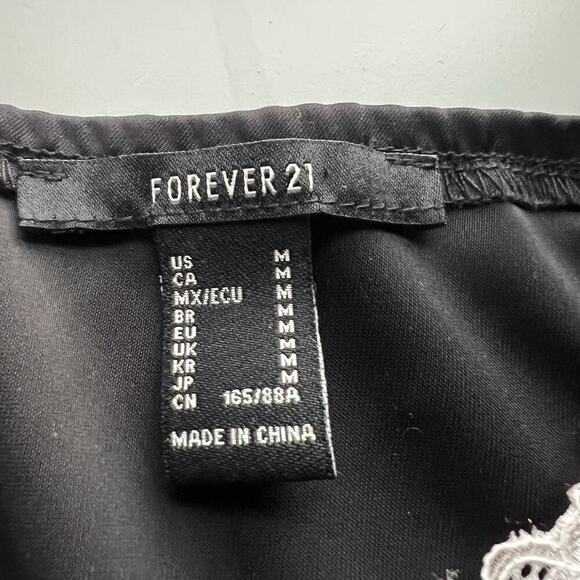 FOREVER 21
US M
CA M
MX/ECU M
BR M
EU M
UK M
KR M
JP M
CN 165/88A
MADE IN CHINA